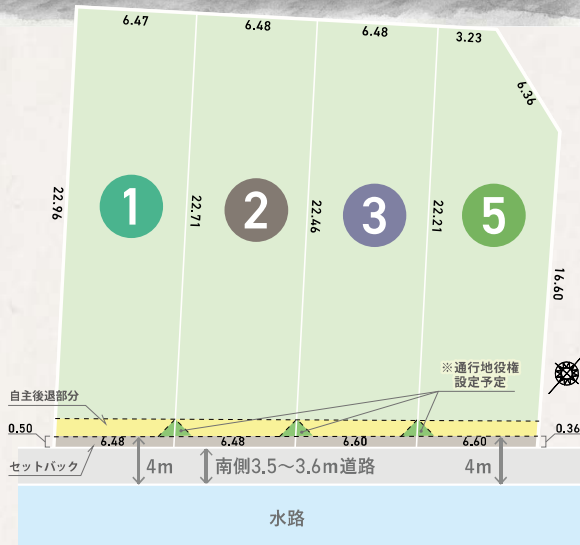 6.47
6.48
6.48
3.23
6.36
22.96
1
22.71
2
22.46
3
22.21
5
16.60
※通行地役権
設定予定
自主後退部分
0.50
6.48
6.48
6.60
6.60
0.36
セットバック
4m
南側3.5〜3.6m道路
4m
水路